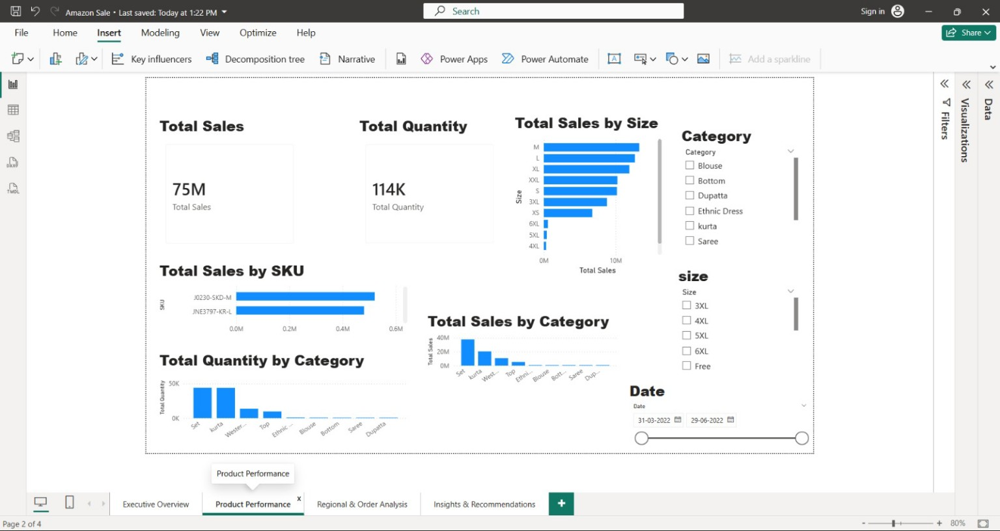 Amazon Sale • Last saved: Today at 1:22 PM
Search
Sign in
File Home Insert Modeling View Optimize Help
Share
Key influencers Decomposition tree Narrative Power Apps Power Automate Add a sparkline
DAX
TMDL
Filters
Visualizations
Data
Total Sales
75M
Total Sales
Total Quantity
114K
Total Quantity
Total Sales by Size
Size
M
L
XL
XXL
S
3XL
XS
6XL
5XL
4XL
0M 10M
Total Sales
Category
Category
Blouse
Bottom
Dupatta
Ethnic Dress
kurta
Saree
Total Sales by SKU
SKU
J0230-SKD-M
JNE3797-KR-L
0.0M 0.2M 0.4M 0.6M
size
Size
3XL
4XL
5XL
6XL
Free
Total Sales by Category
Total Sales
40M
20M
0M
Set kurta West... Top Ethni... Blouse Bott... Saree Dup...
Total Quantity by Category
Total Quantity
50K
0K
Set kurta Wester... Top Ethnic ... Blouse Bottom Saree Dupatta
Date
Date
31-03-2022 29-06-2022
Product Performance
Executive Overview Product Performance x Regional & Order Analysis Insights & Recommendations +
Page 2 of 4
- + 80%